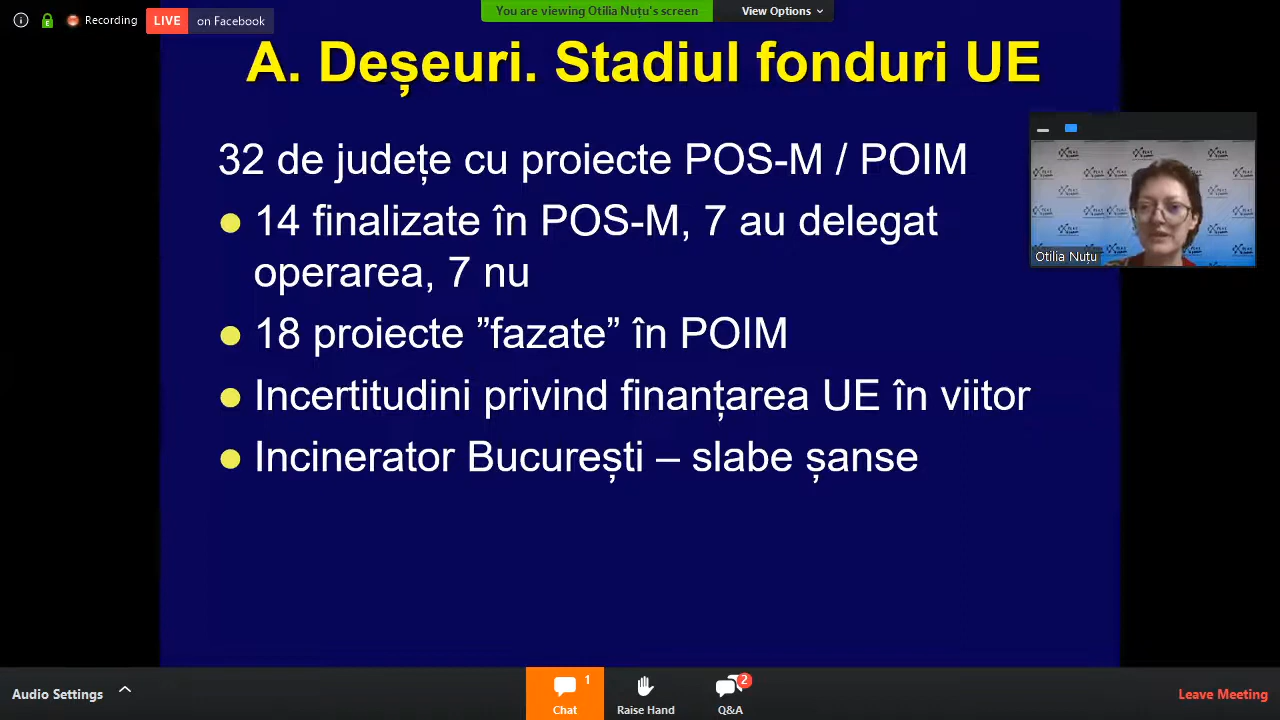 Recording
LIVE on Facebook
You are viewing Otilia Nuțu's screen
View Options
A. Deșeuri. Stadiul fonduri UE
32 de județe cu proiecte POS-M / POIM
14 finalizate în POS-M, 7 au delegat
operarea, 7 nu
18 proiecte ”fazate” în POIM
Incertitudini privind finanțarea UE în viitor
Incinerator București – slabe șanse
Otilia Nuțu
Audio Settings
1
Chat
Raise Hand
2
Q&A
Leave Meeting